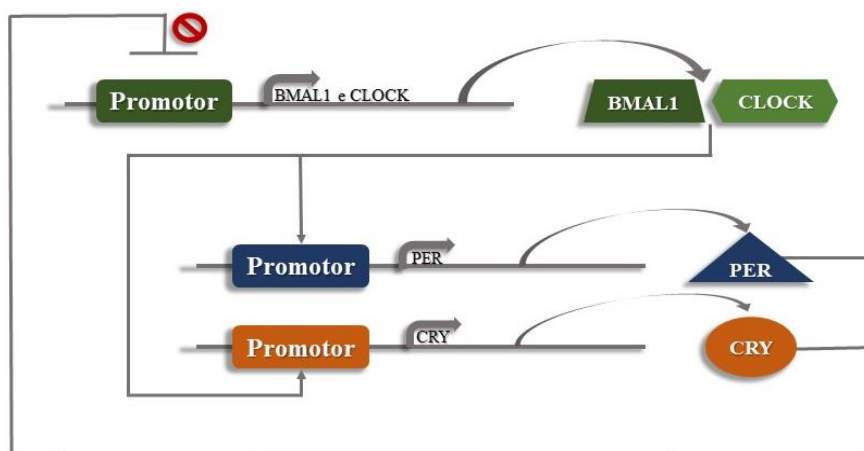 Promotor
BMAL1 e CLOCK
BMAL1
CLOCK
Promotor
PER
PER
Promotor
CRY
CRY